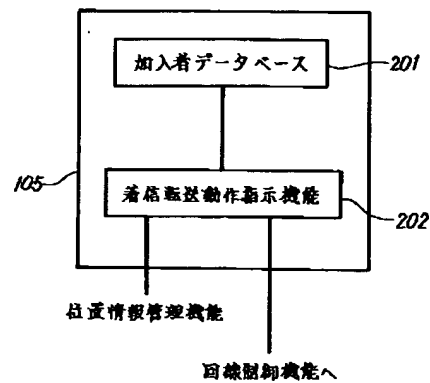 加入者データベース
201
105
着信転送動作指示機能
202
位置情報管理機能
回線制御機能へ